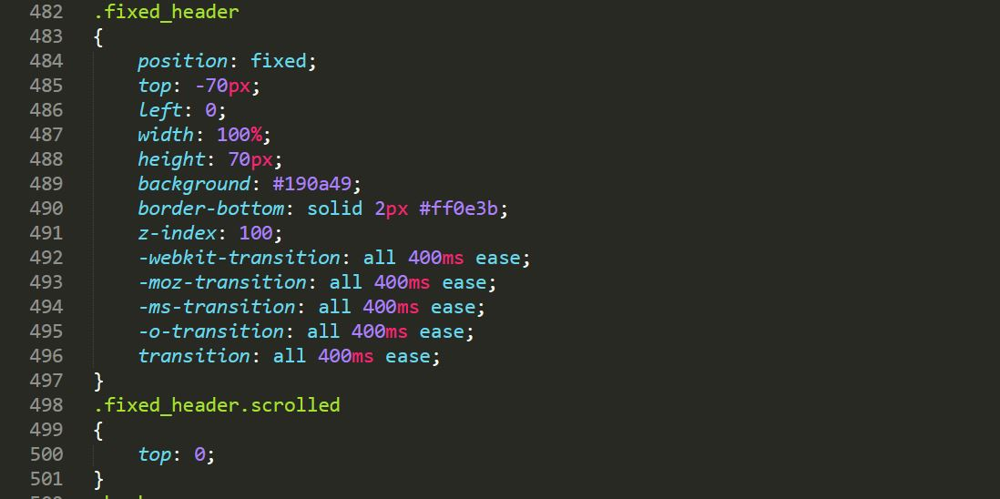 482 .fixed_header
483 {
484 position: fixed;
485 top: -70px;
486 left: 0;
487 width: 100%;
488 height: 70px;
489 background: #190a49;
490 border-bottom: solid 2px #ff0e3b;
491 z-index: 100;
492 -webkit-transition: all 400ms ease;
493 -moz-transition: all 400ms ease;
494 -ms-transition: all 400ms ease;
495 -o-transition: all 400ms ease;
496 transition: all 400ms ease;
497 }
498 .fixed_header.scrolled
499 {
500 top: 0;
501 }